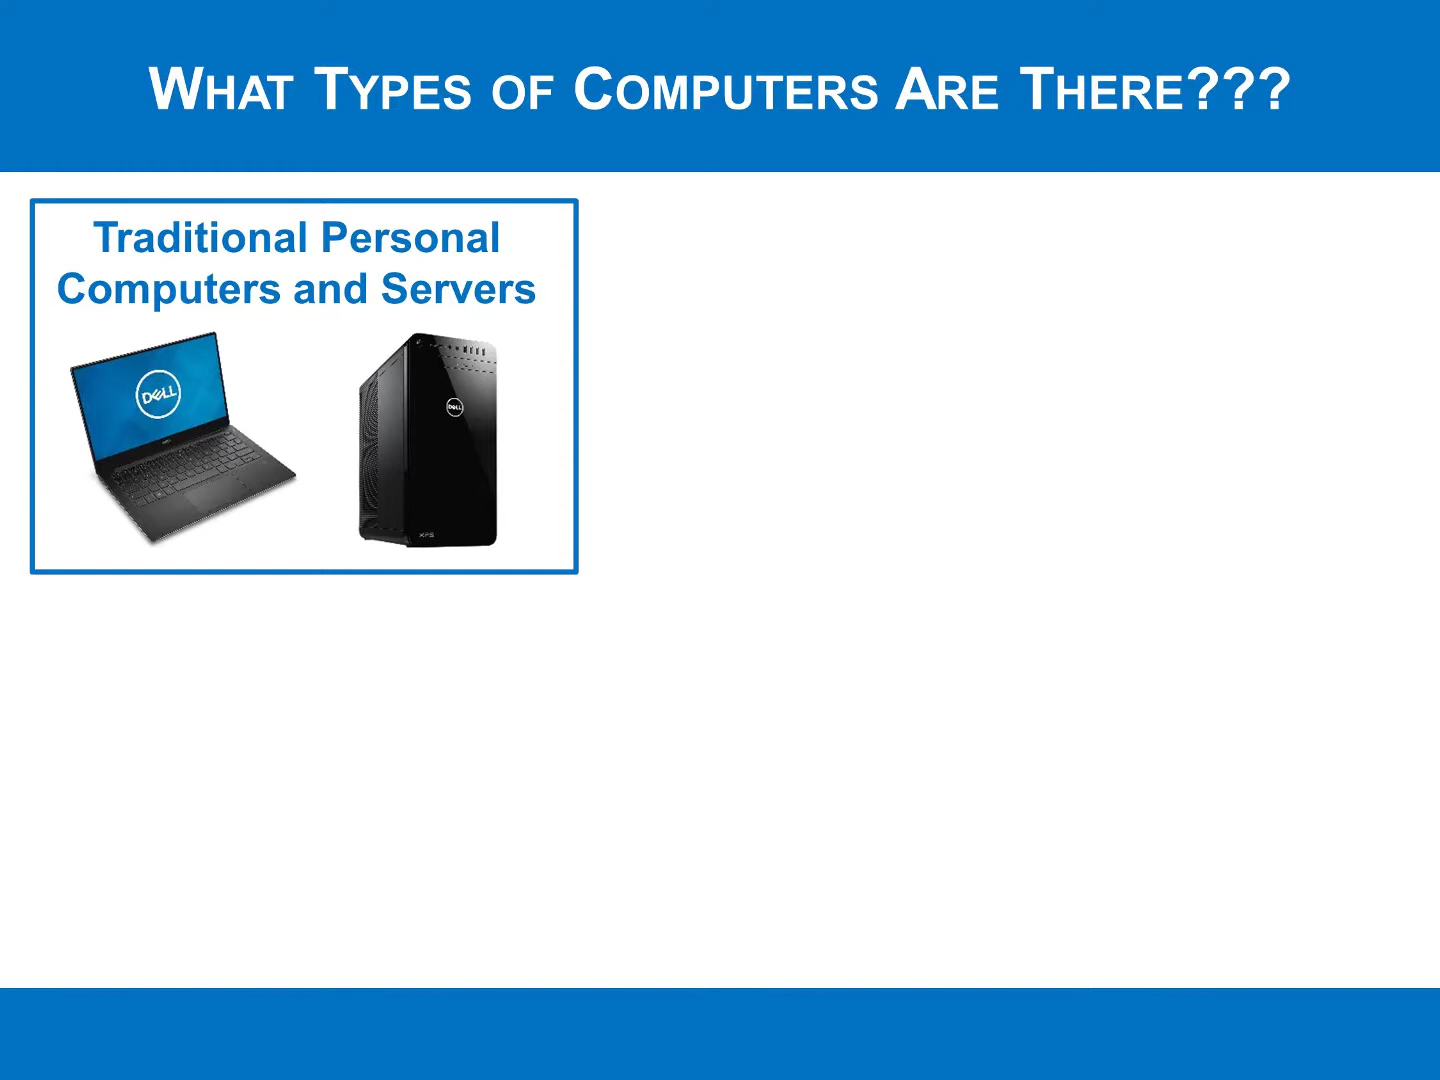 WHAT TYPES OF COMPUTERS ARE THERE???
Traditional Personal
Computers and Servers
DELL
DELL
XPS